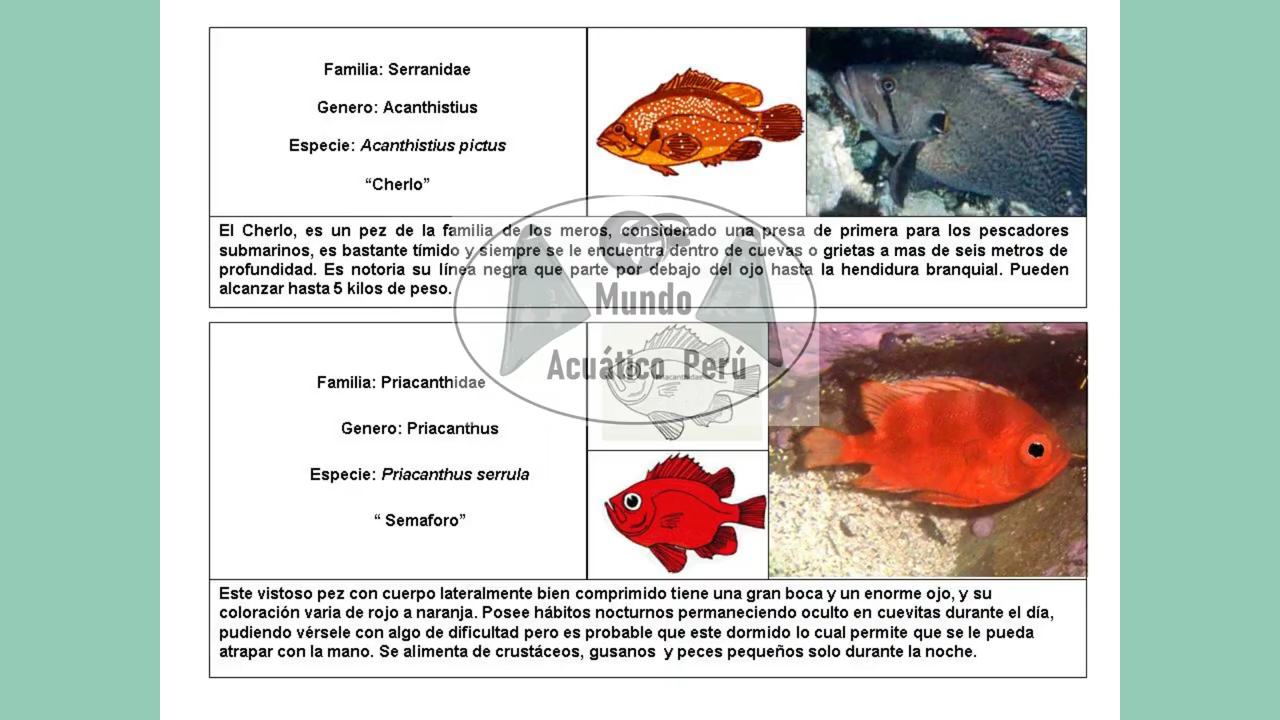 Familia: Serranidae
Genero: Acanthistius
Especie: Acanthistius pictus
“Cherlo”
El Cherlo, es un pez de la familia de los meros, considerado una presa de primera para los pescadores
submarinos, es bastante tímido y siempre se le encuentra dentro de cuevas o grietas a mas de seis metros de
profundidad. Es notoria su línea negra que parte por debajo del ojo hasta la hendidura branquial. Pueden
alcanzar hasta 5 kilos de peso.
Mundo
Acuático Perú
Familia: Priacanthidae
Genero: Priacanthus
Especie: Priacanthus serrula
“ Semaforo”
Priacanthidae
Este vistoso pez con cuerpo lateralmente bien comprimido tiene una gran boca y un enorme ojo, y su
coloración varia de rojo a naranja. Posee hábitos nocturnos permaneciendo oculto en cuevitas durante el día,
pudiendo vérsele con algo de dificultad pero es probable que este dormido lo cual permite que se le pueda
atrapar con la mano. Se alimenta de crustáceos, gusanos  y peces pequeños solo durante la noche.